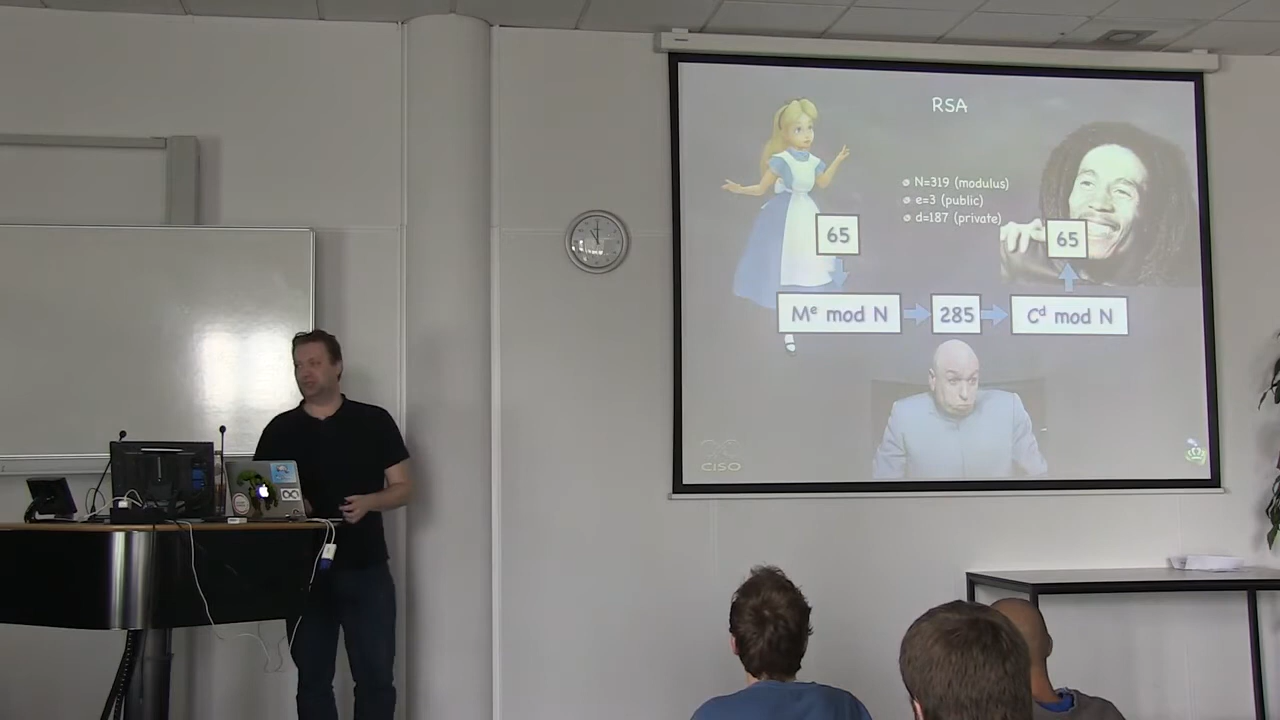 RSA
N=319 (modulus)
e=3 (public)
d=187 (private)
65
65
Mᵉ mod N
285
Cᵈ mod N
CISO